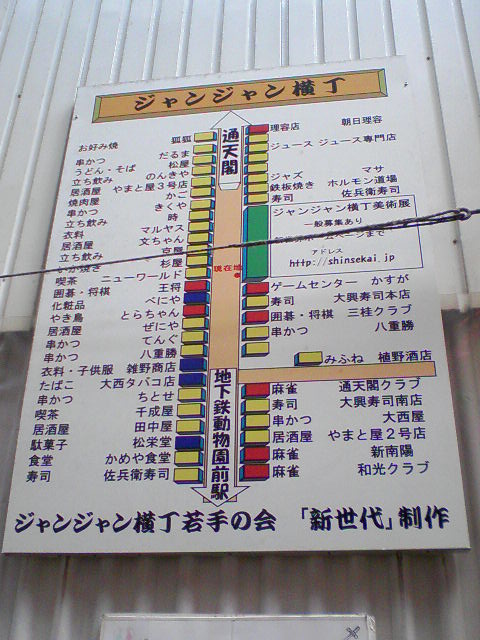 ジャンジャン横丁
通天閣
お好み焼 狐狐
串かつ だるま
うどん・そば 松屋
立ち飲み のんきや
居酒屋 やまと屋3号店
焼肉屋 かご
串かつ きくや
立ち飲み 時
衣料 マルヤス
居酒屋 文ちゃん
立ち飲み 京屋
杉屋
喫茶 ニューワールド
囲碁・将棋 王将
化粧品 べにや
やき鳥 とらちゃん
居酒屋 ぜにや
串かつ てんぐ
串かつ 八重勝
衣料・子供服 雑野商店
たばこ 大西タバコ店
串かつ ちとせ
喫茶 千成屋
居酒屋 田中屋
駄菓子 松栄堂
食堂 かめや食堂
寿司 佐兵衛寿司
現在地
地下鉄動物園前駅
理容店 朝日理容
ジュース ジュース専門店
ジャズ マサ
鉄板焼き ホルモン道場
寿司 佐兵衛寿司
ジャンジャン横丁美術展
一般募集あり
アドレス
http://shinsekai.jp
ゲームセンター かすが
寿司 大興寿司本店
囲碁・将棋 三桂クラブ
串かつ 八重勝
みふね 植野酒店
麻雀 通天閣クラブ
寿司 大興寿司南店
串かつ 大西屋
居酒屋 やまと屋2号店
麻雀 新南陽
麻雀 和光クラブ
ジャンジャン横丁若手の会 「新世代」制作